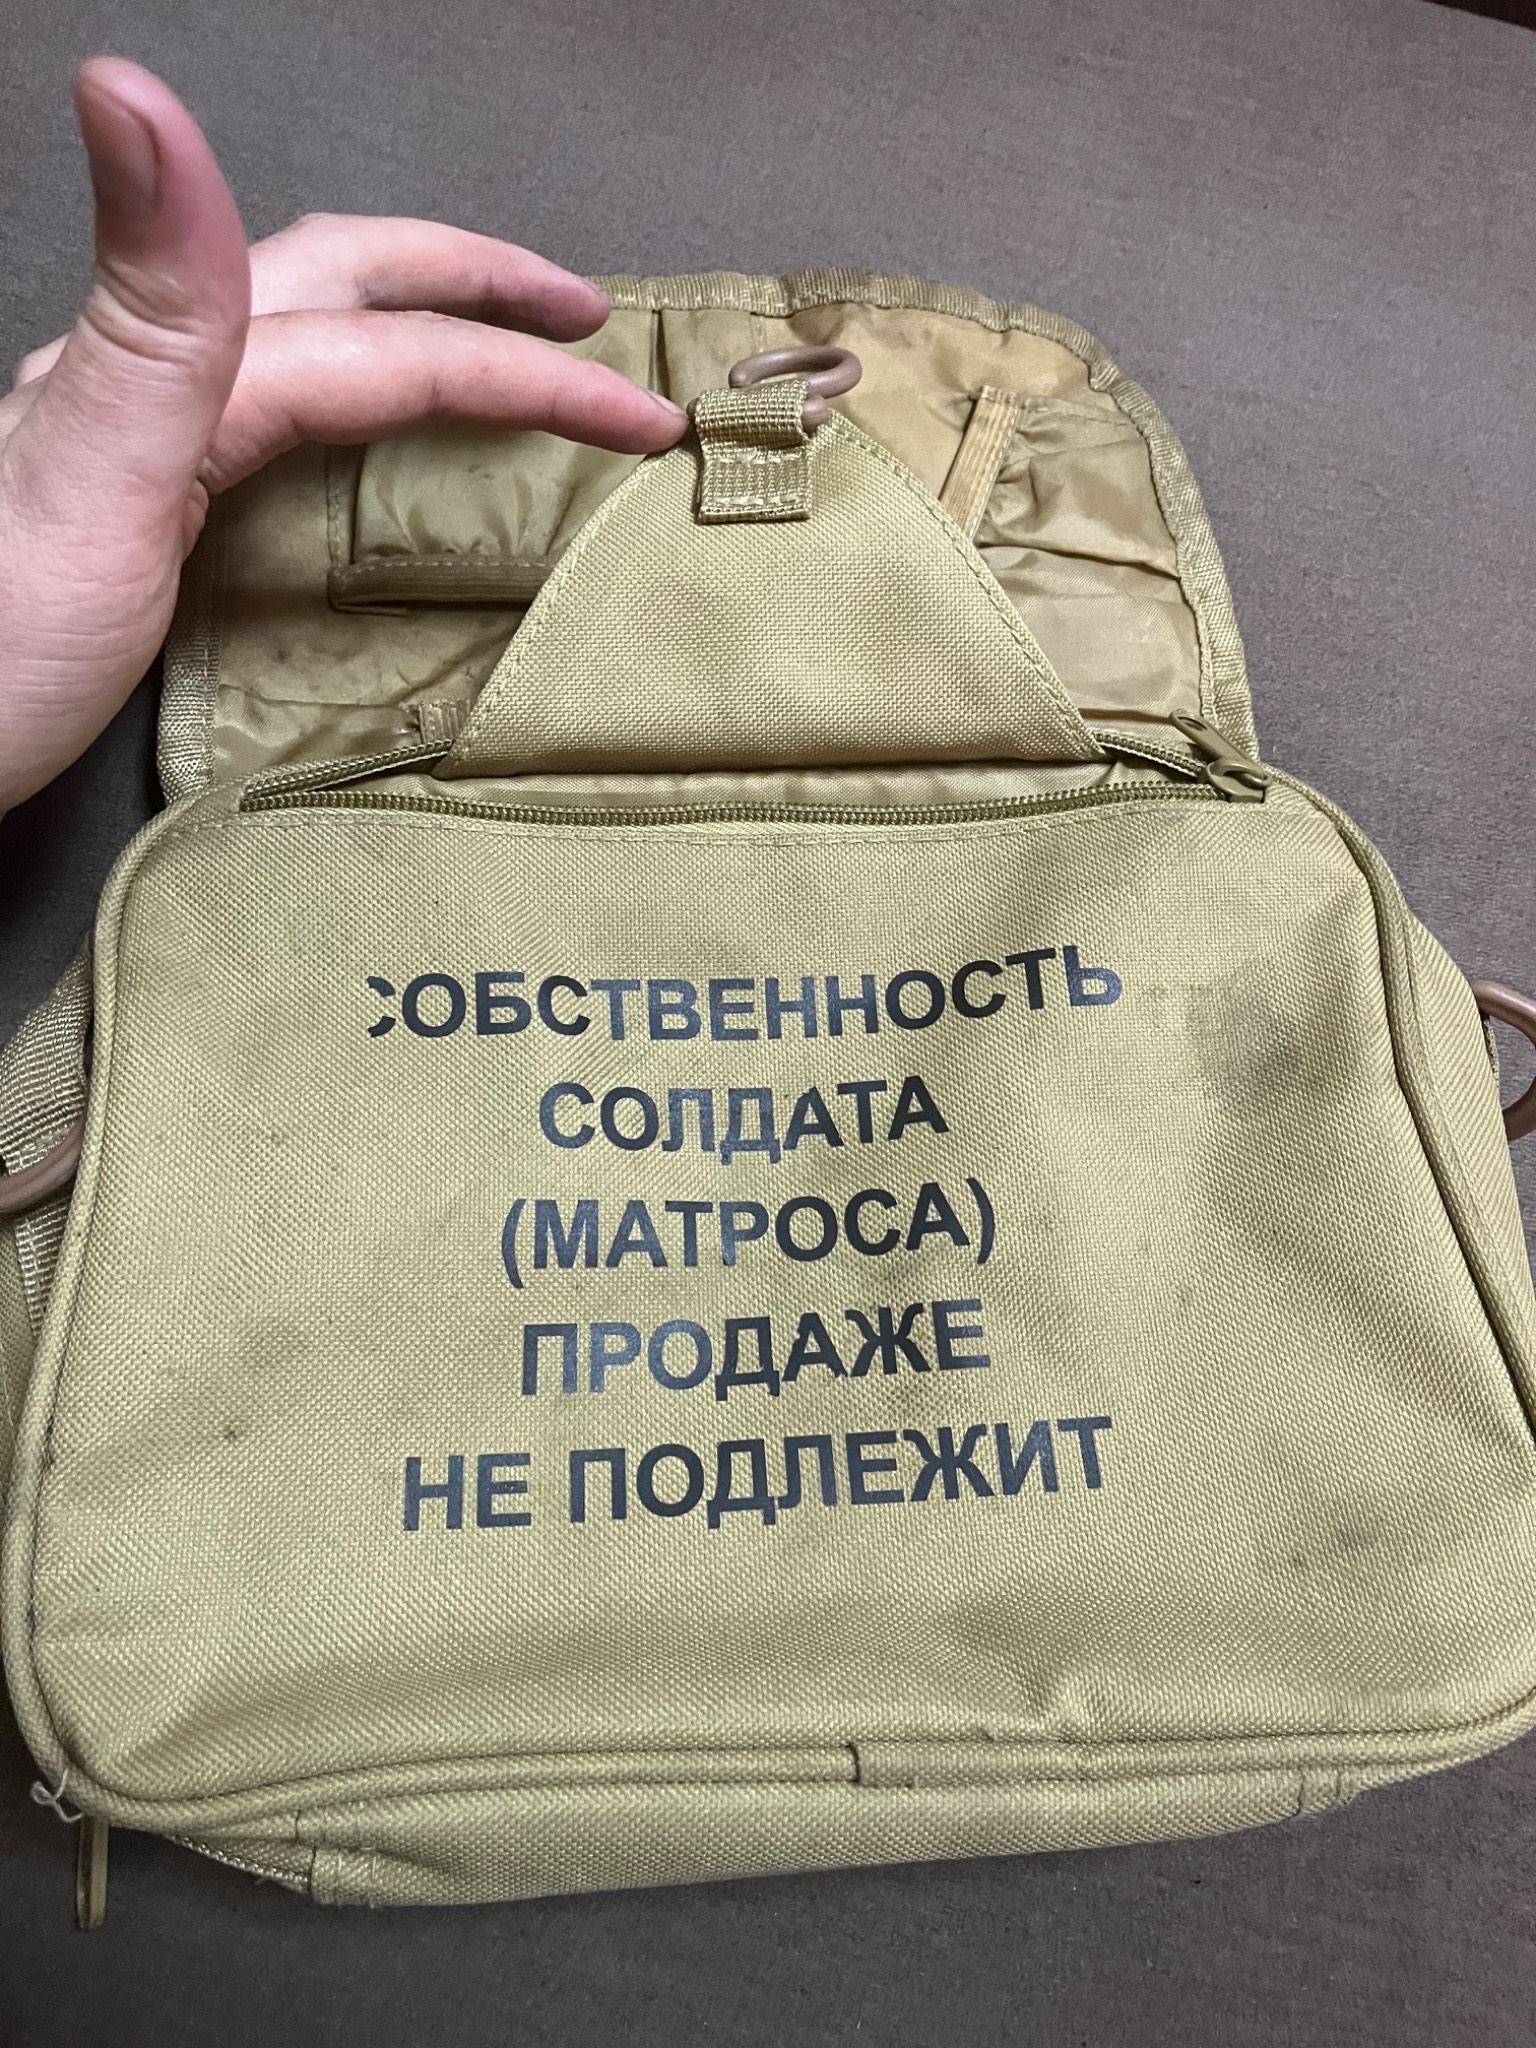 СОБСТВЕННОСТЬ
СОЛДАТА
(МАТРОСА)
ПРОДАЖЕ
НЕ ПОДЛЕЖИТ